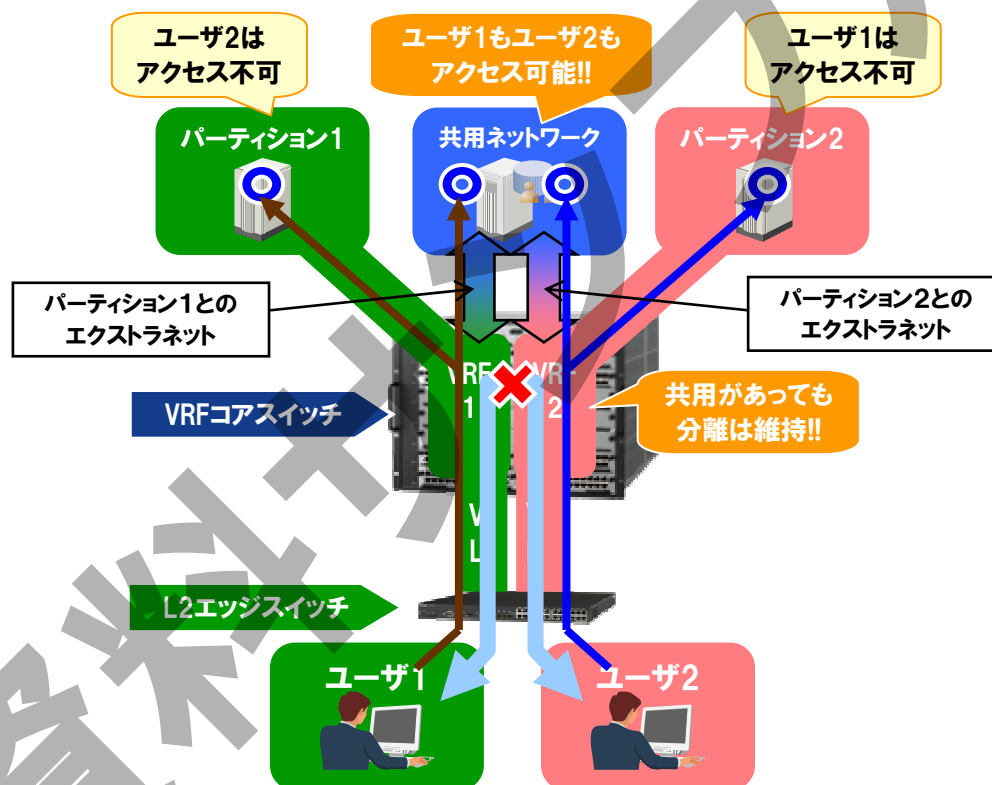 ユーザ2は
アクセス不可
ユーザ1もユーザ2も
アクセス可能!!
ユーザ1は
アクセス不可
パーティション1
共用ネットワーク
パーティション2
パーティション1との
エクストラネット
パーティション2との
エクストラネット
VRF
1
VRF
2
VRFコアスイッチ
共用があっても
分離は維持!!
V
L
L2エッジスイッチ
ユーザ1
ユーザ2